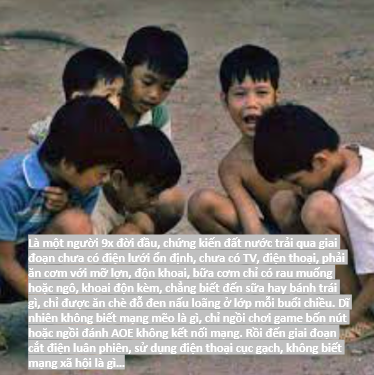 Là một người 9x đời đầu, chứng kiến đất nước trải qua giai
đoạn chưa có điện lưới ổn định, chưa có TV, điện thoại, phải
ăn cơm với mỡ lợn, độn khoai, bữa cơm chỉ có rau muống
hoặc ngô, khoai độn kèm, chẳng biết đến sữa hay bánh trái
gì, chỉ được ăn chè đỗ đen nấu loãng ở lớp mỗi buổi chiều. Dĩ
nhiên không biết mạng mẽo là gì, chỉ ngồi chơi game bốn nút
hoặc ngồi đánh AOE không kết nối mạng. Rồi đến giai đoạn
cắt điện luân phiên, sử dụng điện thoại cục gạch, không biết
mạng xã hội là gì...